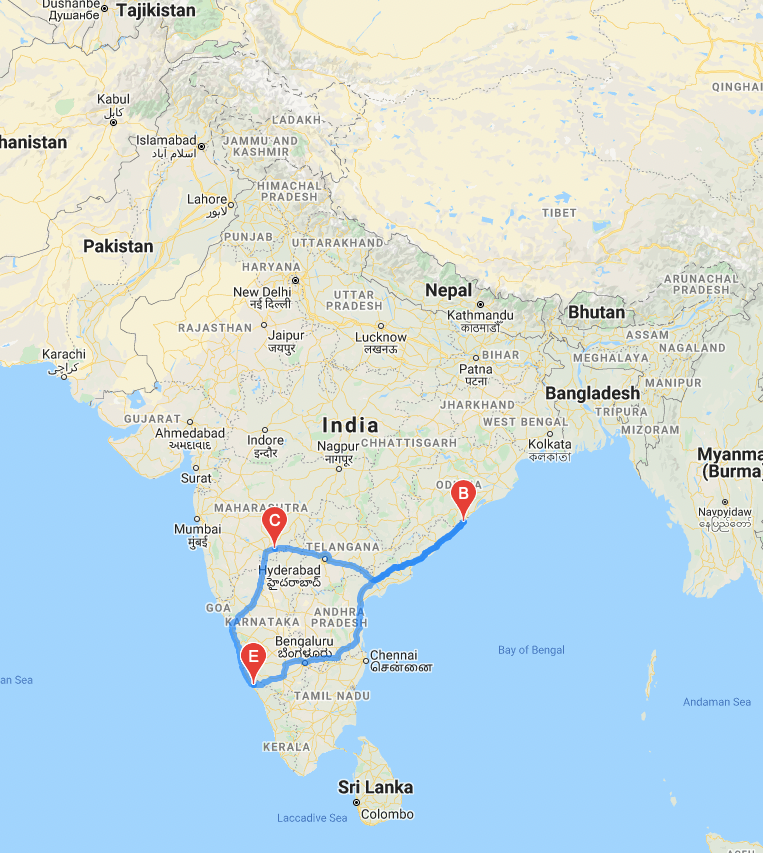 Dushanbe
Душанбе
Tajikistan
QINGHAI
Kabul
کابل
LADAKH
hanistan
Islamabad
اسلام آباد
JAMMU AND
KASHMIR
HIMACHAL
PRADESH
Lahore
لاہور
TIBET
PUNJAB
UTTARAKHAND
Pakistan
HARYANA
ARUNACHAL
PRADESH
New Delhi
नई दिल्ली
UTTAR
PRADESH
Nepal
Kathmandu
काठमाडौँ
Bhutan
RAJASTHAN
Jaipur
जयपुर
Lucknow
लखनऊ
ASSAM
NAGALAND
Karachi
کراچی
BIHAR
Patna
पटना
MEGHALAYA
MANIPUR
Bangladesh
JHARKHAND
TRIPURA
GUJARAT
Ahmedabad
અમદાવાદ
India
WEST BENGAL
MIZORAM
Indore
इन्दौर
Nagpur
नागपूर
CHHATTISGARH
Kolkata
কলকাতা
Myanma
(Burma)
Surat
ODISHA
B
MAHARASHTRA
Naypyidaw
နေပြည်တော်
Mumbai
मुंबई
C
TELANGANA
Hyderabad
హైదరాబాద్
GOA
KARNATAKA
ANDHRA
PRADESH
Bengaluru
ಬೆಂಗಳೂರು
E
Chennai
சென்னை
Bay of Bengal
an Sea
TAMIL NADU
Andaman Sea
KERALA
Sri Lanka
Colombo
Laccadive Sea
ACEH